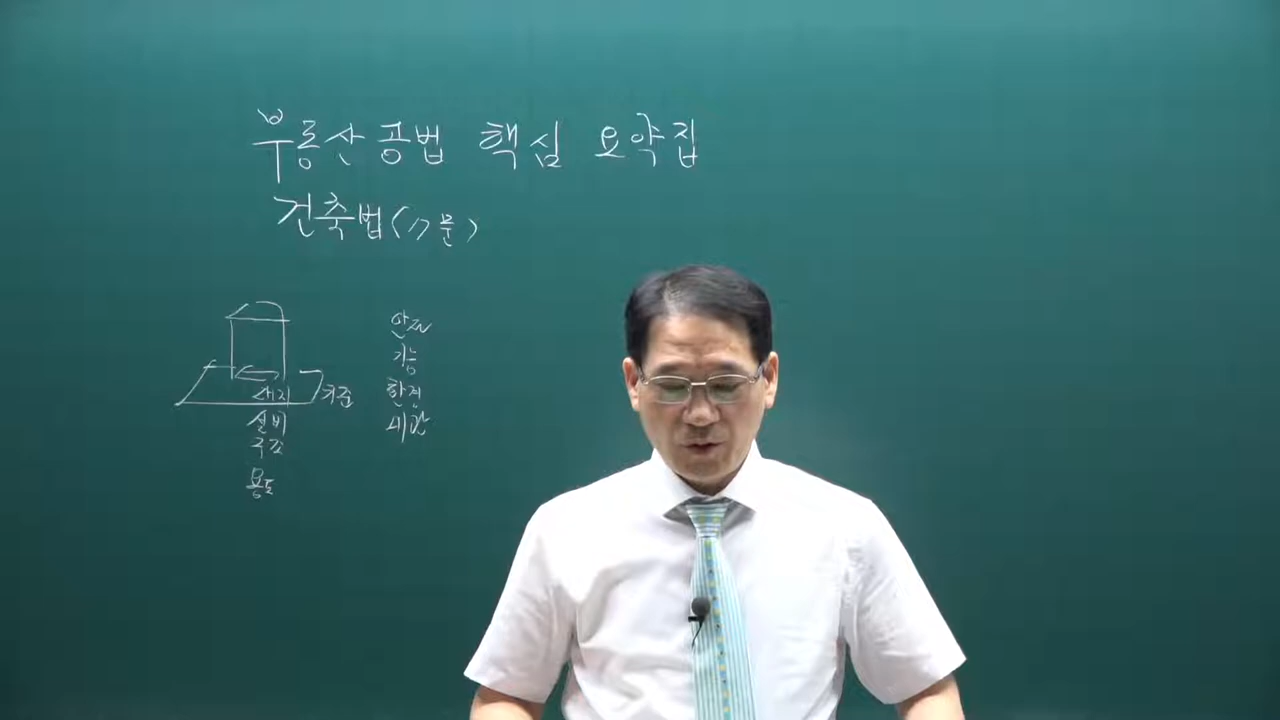 부동산공법 핵심 요약집
건축법(7문)
대지
기준
설비
구조
용도
안전
기능
환경
미관